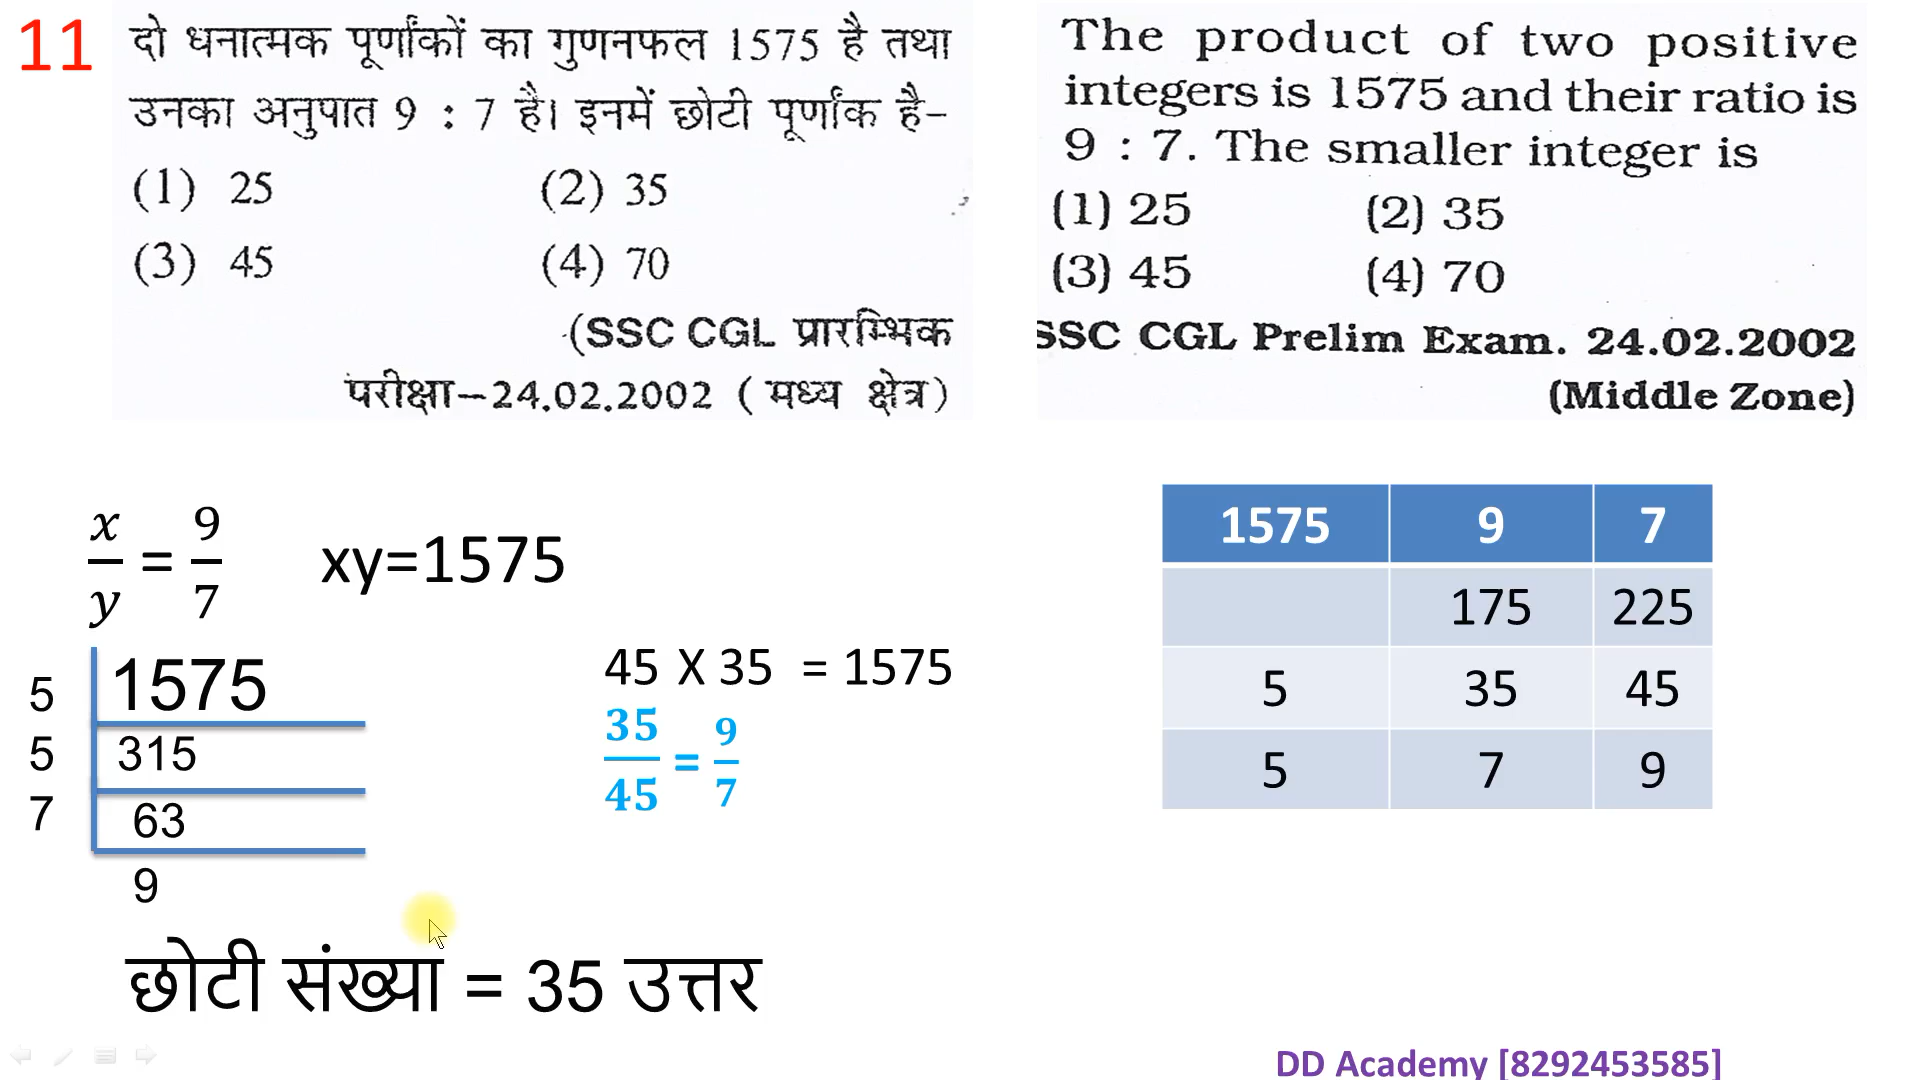 11
दो धनात्मक पूर्णांकों का गुणनफल 1575 है तथा
उनका अनुपात 9 : 7 है। इनमें छोटी पूर्णांक है–
(1) 25 (2) 35
(3) 45 (4) 70
(SSC CGL प्रारम्भिक
परीक्षा–24.02.2002 ( मध्य क्षेत्र)
The product of two positive
integers is 1575 and their ratio is
9 : 7. The smaller integer is
(1) 25 (2) 35
(3) 45 (4) 70
SSC CGL Prelim Exam. 24.02.2002
(Middle Zone)
x/y = 9/7 xy=1575
5 1575
5 315
7 63
9
45 X 35 = 1575
35/45 = 9/7
छोटी संख्या = 35 उत्तर
1575 9 7
175 225
5 35 45
5 7 9
DD Academy [8292453585]